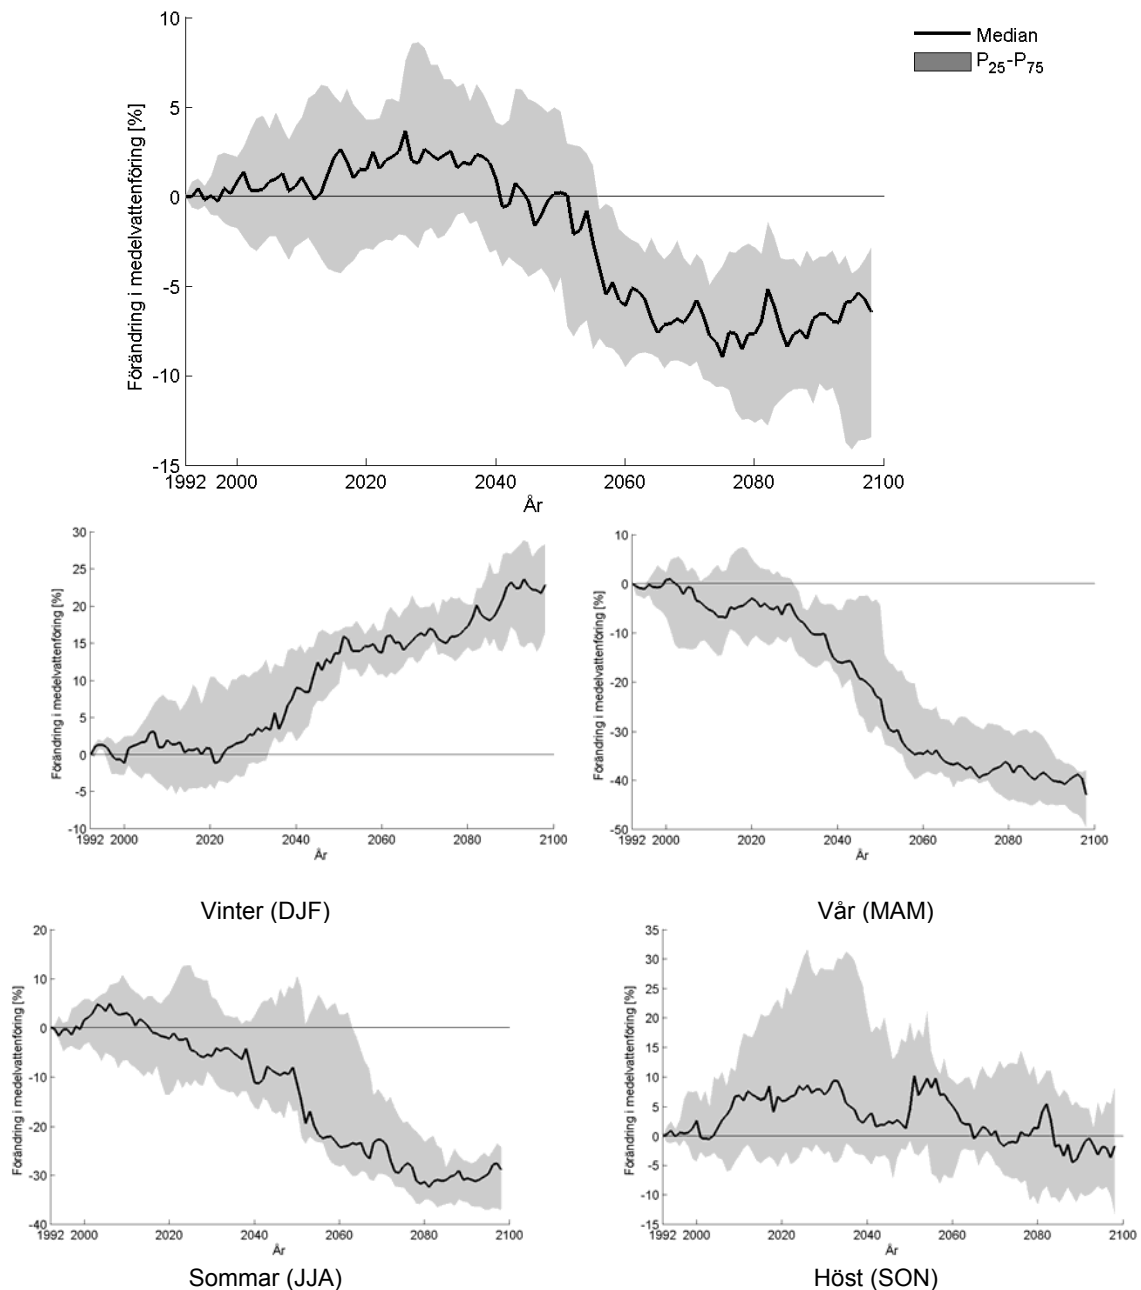 10
5
0
-5
-10
-15
Förändring i medelvattenföring [%]
1992 2000 2020 2040 2060 2080 2100
År
Median
P25-P75
30
25
20
15
10
5
0
-5
-10
Förändring i medelvattenföring [%]
1992 2000 2020 2040 2060 2080 2100
År
Vinter (DJF)
10
0
-10
-20
-30
-40
-50
Förändring i medelvattenföring [%]
1992 2000 2020 2040 2060 2080 2100
År
Vår (MAM)
20
10
0
-10
-20
-30
-40
Förändring i medelvattenföring [%]
1992 2000 2020 2040 2060 2080 2100
År
Sommar (JJA)
35
30
25
20
15
10
5
0
-5
-10
-15
Förändring i medelvattenföring [%]
1992 2000 2020 2040 2060 2080 2100
År
Höst (SON)